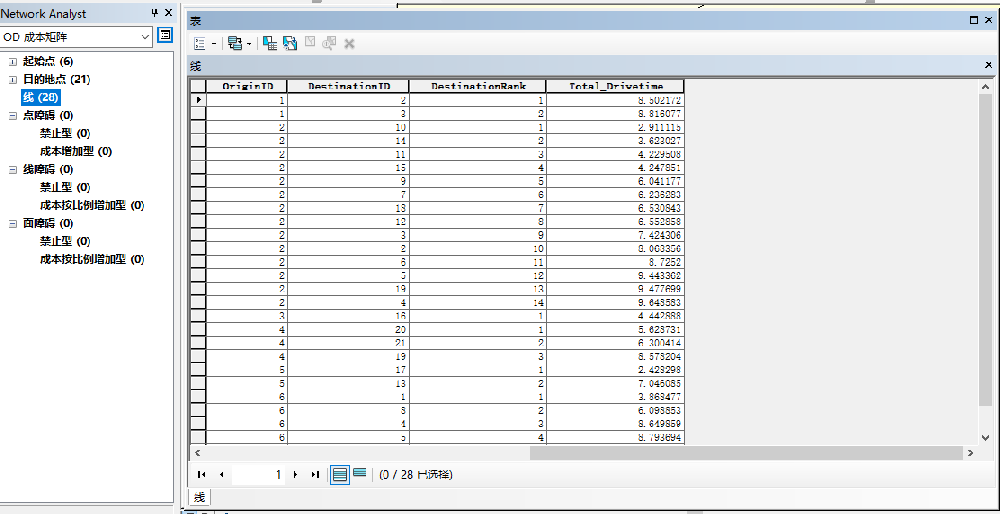 Network Analyst
OD 成本矩阵
起始点 (6)
目的地点 (21)
线 (28)
点障碍 (0)
禁止型 (0)
成本增加型 (0)
线障碍 (0)
禁止型 (0)
成本按比例增加型 (0)
面障碍 (0)
禁止型 (0)
成本按比例增加型 (0)
表
线
OriginID DestinationID DestinationRank Total_Drivetime
1 2 1 8.502172
1 3 2 8.816077
2 10 1 2.911115
2 14 2 3.623027
2 11 3 4.229508
2 15 4 4.247851
2 9 5 6.041177
2 7 6 6.236283
2 18 7 6.530843
2 12 8 6.552858
2 3 9 7.424306
2 2 10 8.068356
2 6 11 8.7252
2 5 12 9.443362
2 19 13 9.477699
2 4 14 9.648583
3 16 1 4.442888
4 20 1 5.628731
4 21 2 6.300414
4 19 3 8.578204
5 17 1 2.428298
5 13 2 7.046085
6 1 1 3.868477
6 8 2 6.098853
6 4 3 8.649859
6 5 4 8.793694
1
(0 / 28 已选择)
线